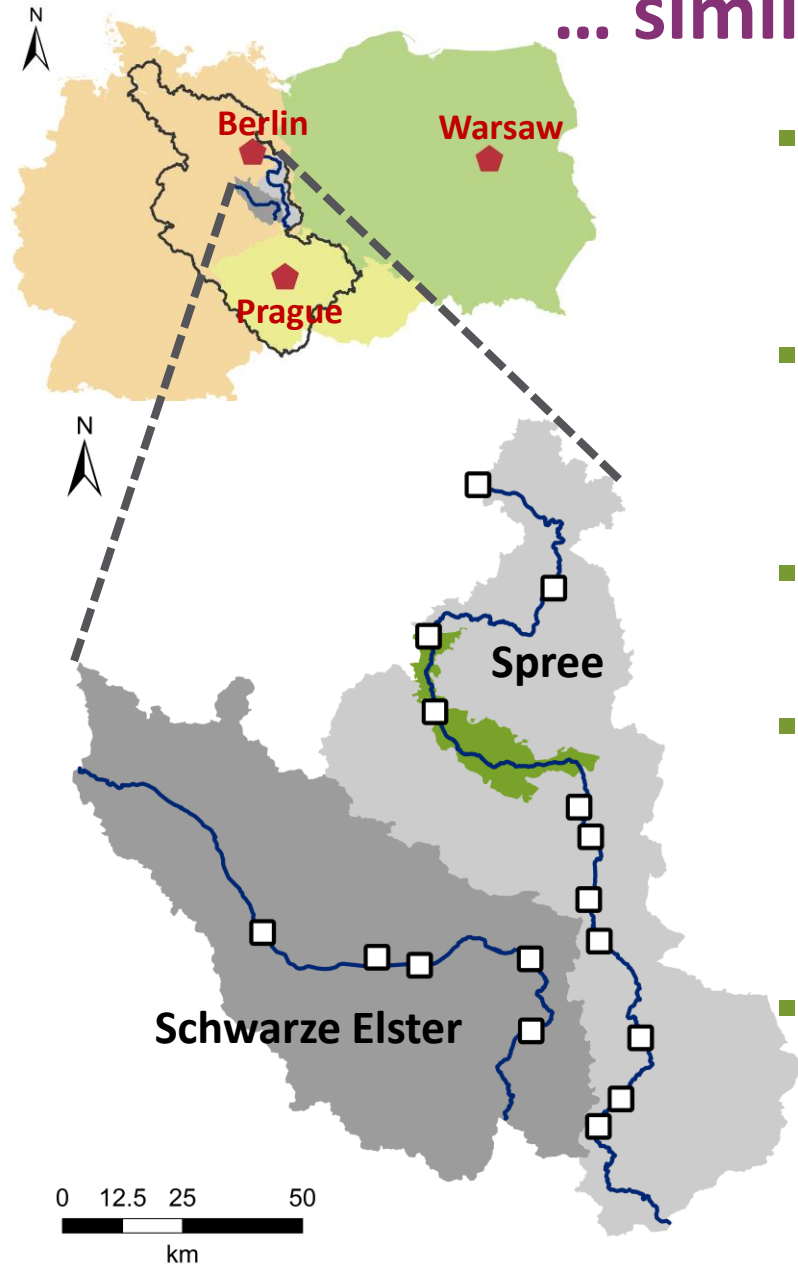 ... simil
N
Berlin
Warsaw
Prague
N
Spree
Schwarze Elster
0 12.5 25 50
km